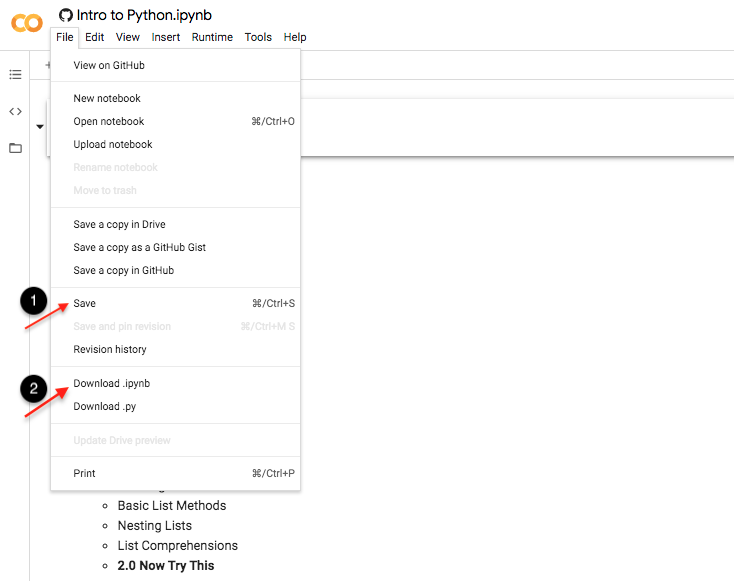 Intro to Python.ipynb
File Edit View Insert Runtime Tools Help
View on GitHub
New notebook
Open notebook ⌘/Ctrl+O
Upload notebook
Rename notebook
Move to trash
Save a copy in Drive
Save a copy as a GitHub Gist
Save a copy in GitHub
1
Save ⌘/Ctrl+S
Save and pin revision ⌘/Ctrl+M S
Revision history
2
Download .ipynb
Download .py
Update Drive preview
Print ⌘/Ctrl+P
Basic List Methods
Nesting Lists
List Comprehensions
2.0 Now Try This